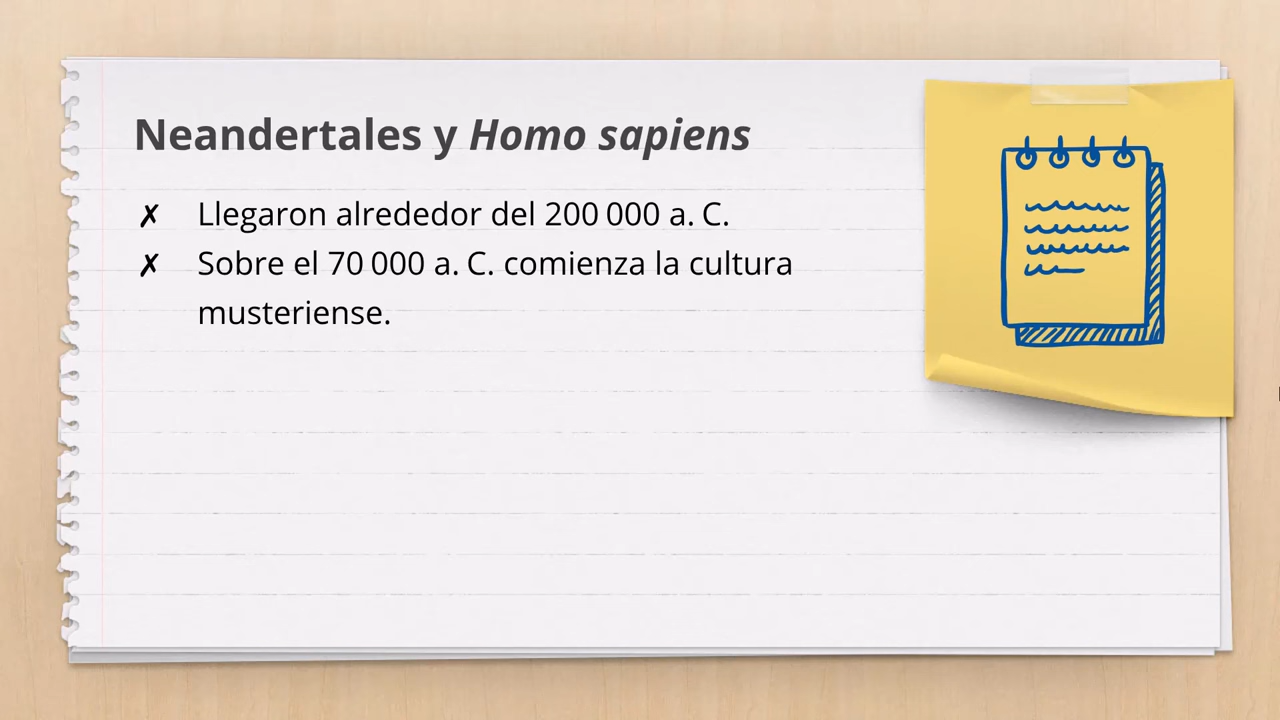 Neandertales y Homo sapiens
✗ Llegaron alrededor del 200 000 a. C.
✗ Sobre el 70 000 a. C. comienza la cultura
musteriense.